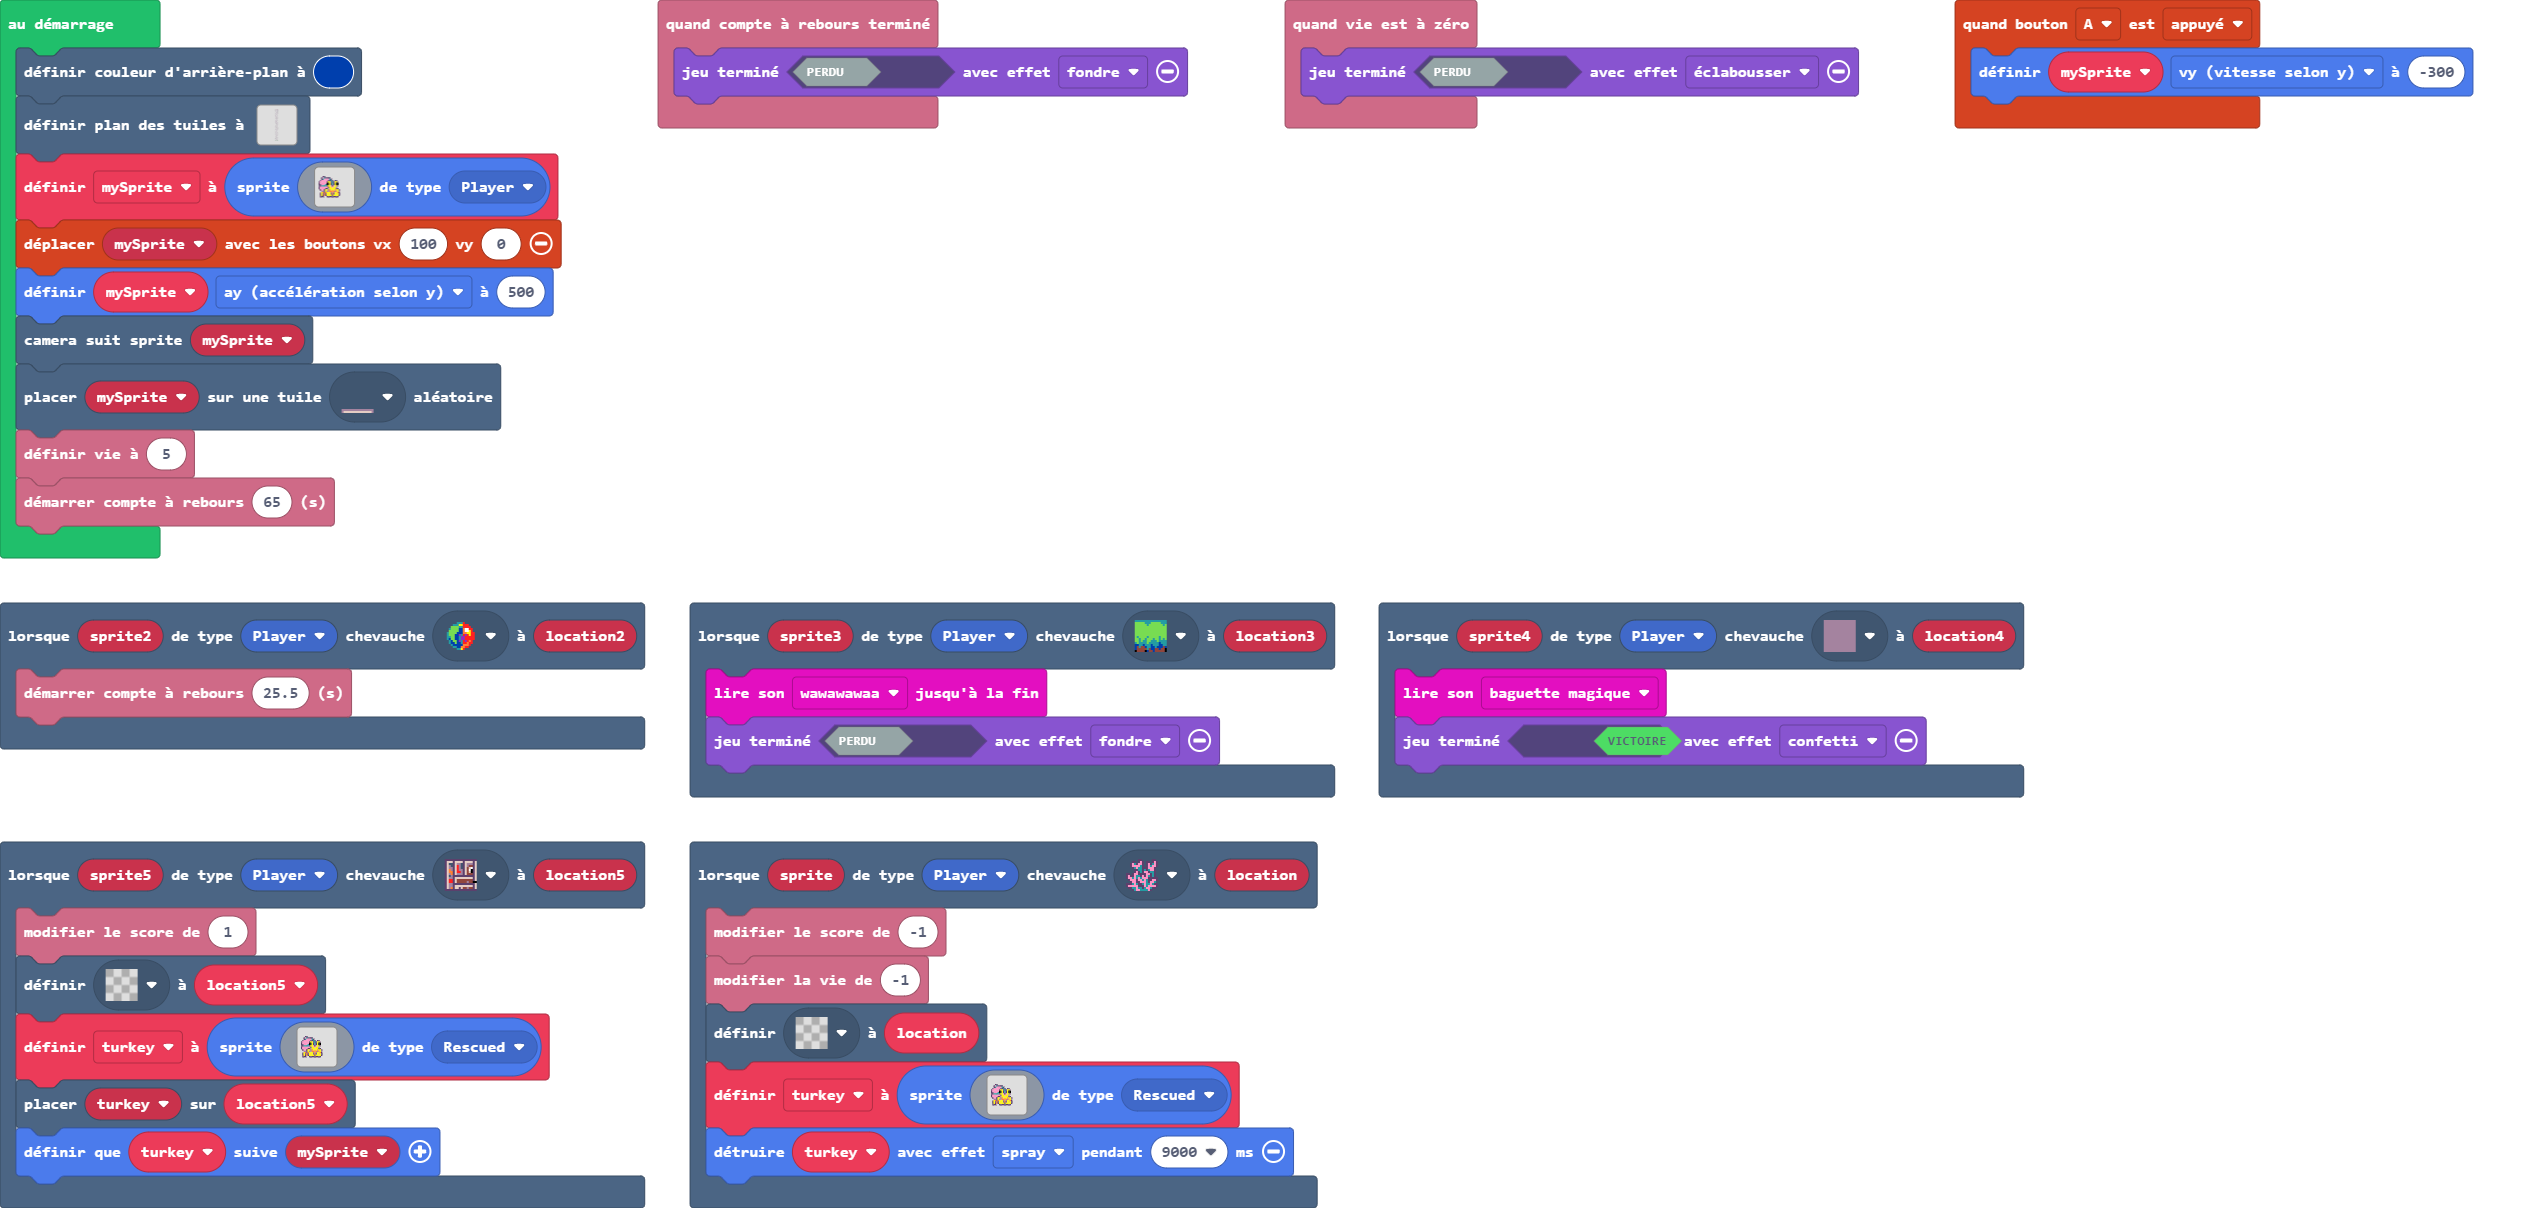 au démarrage
définir couleur d'arrière-plan à
définir plan des tuiles à
définir mySprite à sprite de type Player
déplacer mySprite avec les boutons vx 100 vy 0
définir mySprite ay (accélération selon y) à 500
camera suit sprite mySprite
placer mySprite sur une tuile aléatoire
définir vie à 5
démarrer compte à rebours 65 (s)
quand compte à rebours terminé
jeu terminé PERDU avec effet fondre
quand vie est à zéro
jeu terminé PERDU avec effet éclabousser
quand bouton A est appuyé
définir mySprite vy (vitesse selon y) à -300
lorsque sprite2 de type Player chevauche à location2
démarrer compte à rebours 25.5 (s)
lorsque sprite3 de type Player chevauche à location3
lire son wawawawaa jusqu'à la fin
jeu terminé PERDU avec effet fondre
lorsque sprite4 de type Player chevauche à location4
lire son baguette magique
jeu terminé VICTOIRE avec effet confetti
lorsque sprite5 de type Player chevauche à location5
modifier le score de 1
définir à location5
définir turkey à sprite de type Rescued
placer turkey sur location5
définir que turkey suive mySprite
lorsque sprite de type Player chevauche à location
modifier le score de -1
modifier la vie de -1
définir à location
définir turkey à sprite de type Rescued
détruire turkey avec effet spray pendant 9000 ms